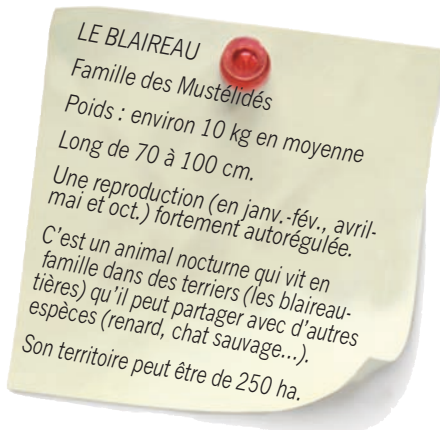 LE BLAIREAU
Famille des Mustélidés
Poids : environ 10 kg en moyenne
Long de 70 à 100 cm.
Une reproduction (en janv.-fév., avril-
mai et oct.) fortement autorégulée.
C'est un animal nocturne qui vit en
famille dans des terriers (les blaireau-
tières) qu'il peut partager avec d'autres
espèces (renard, chat sauvage...).
Son territoire peut être de 250 ha.